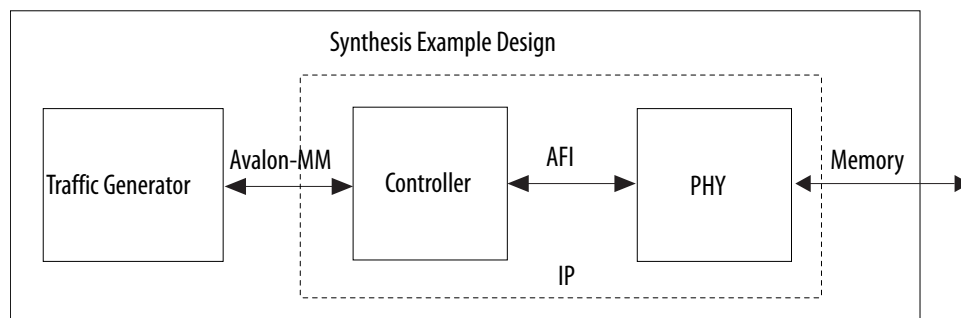 Synthesis Example Design
Traffic Generator
Avalon-MM
Controller
AFI
PHY
Memory
IP